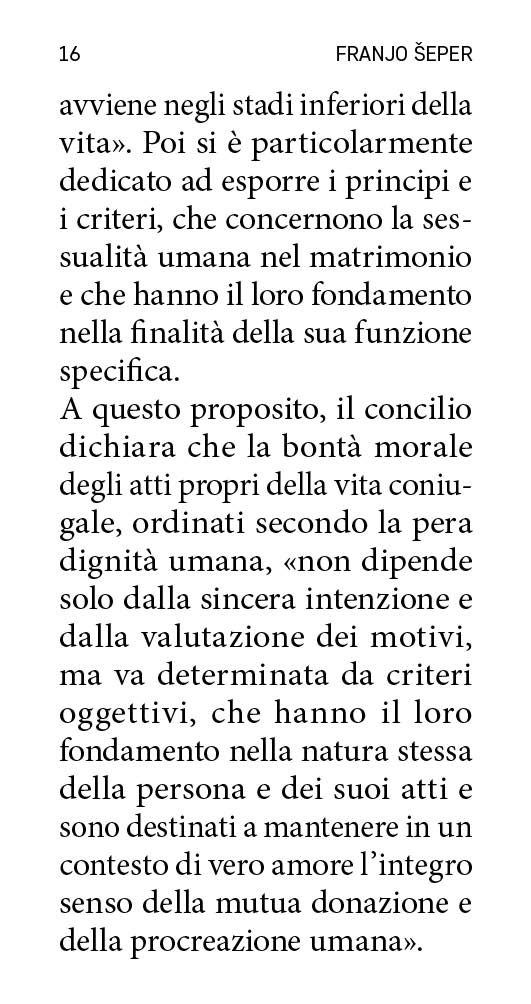 16 FRANJO ŠEPER
avviene negli stadi inferiori della
vita». Poi si è particolarmente
dedicato ad esporre i principi e
i criteri, che concernono la ses-
sualità umana nel matrimonio
e che hanno il loro fondamento
nella finalità della sua funzione
specifica.
A questo proposito, il concilio
dichiara che la bontà morale
degli atti propri della vita coniu-
gale, ordinati secondo la pera
dignità umana, «non dipende
solo dalla sincera intenzione e
dalla valutazione dei motivi,
ma va determinata da criteri
oggettivi, che hanno il loro
fondamento nella natura stessa
della persona e dei suoi atti e
sono destinati a mantenere in un
contesto di vero amore l’integro
senso della mutua donazione e
della procreazione umana».